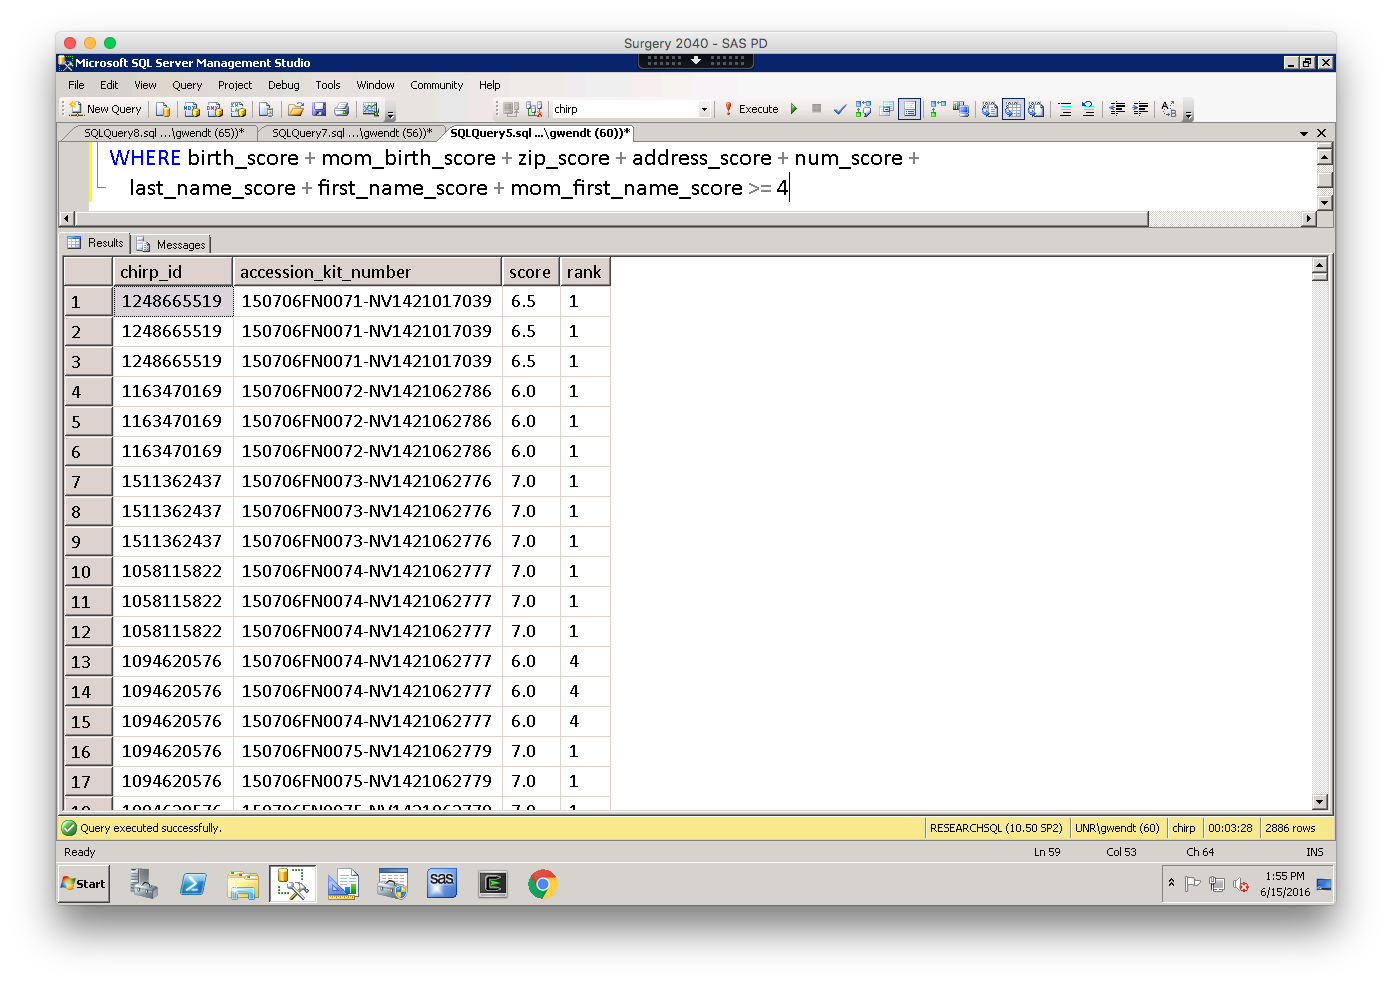 Surgery 2040 - SAS PD
Microsoft SQL Server Management Studio
File Edit View Query Project Debug Tools Window Community Help
New Query chirp Execute
SQLQuery8.sql ...\gwendt (65))* SQLQuery7.sql ...\gwendt (56))* SQLQuery5.sql ...\gwendt (60))*
WHERE birth_score + mom_birth_score + zip_score + address_score + num_score +
last_name_score + first_name_score + mom_first_name_score >= 4
Results Messages
chirp_id accession_kit_number score rank
1 1248665519 150706FN0071-NV1421017039 6.5 1
2 1248665519 150706FN0071-NV1421017039 6.5 1
3 1248665519 150706FN0071-NV1421017039 6.5 1
4 1163470169 150706FN0072-NV1421062786 6.0 1
5 1163470169 150706FN0072-NV1421062786 6.0 1
6 1163470169 150706FN0072-NV1421062786 6.0 1
7 1511362437 150706FN0073-NV1421062776 7.0 1
8 1511362437 150706FN0073-NV1421062776 7.0 1
9 1511362437 150706FN0073-NV1421062776 7.0 1
10 1058115822 150706FN0074-NV1421062777 7.0 1
11 1058115822 150706FN0074-NV1421062777 7.0 1
12 1058115822 150706FN0074-NV1421062777 7.0 1
13 1094620576 150706FN0074-NV1421062777 6.0 4
14 1094620576 150706FN0074-NV1421062777 6.0 4
15 1094620576 150706FN0074-NV1421062777 6.0 4
16 1094620576 150706FN0075-NV1421062779 7.0 1
17 1094620576 150706FN0075-NV1421062779 7.0 1
18 1094620576 150706FN0075-NV1421062779 7.0 1
Query executed successfully. RESEARCHSQL (10.50 SP2) UNR\gwendt (60) chirp 00:03:28 2886 rows
Ready Ln 59 Col 53 Ch 64 INS
Start sas 1:55 PM
6/15/2016